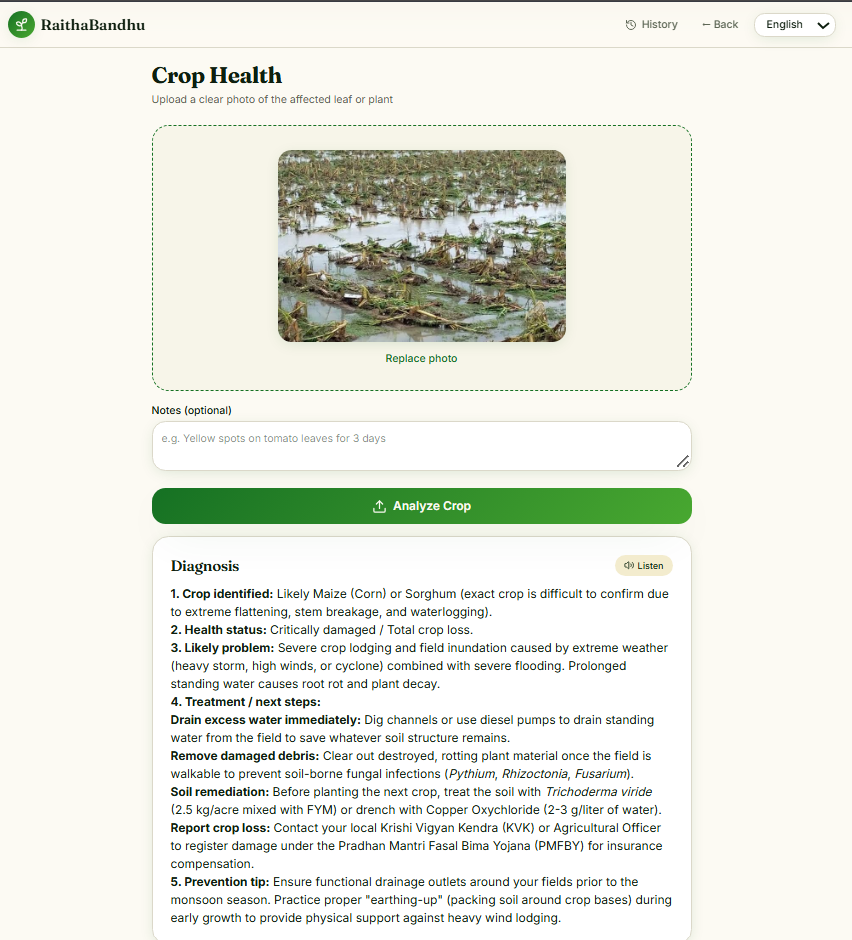 RaithaBandhu
History
← Back
English
Crop Health
Upload a clear photo of the affected leaf or plant
Replace photo
Notes (optional)
e.g. Yellow spots on tomato leaves for 3 days
Analyze Crop
Diagnosis
Listen
1. Crop identified: Likely Maize (Corn) or Sorghum (exact crop is difficult to confirm due
to extreme flattening, stem breakage, and waterlogging).
2. Health status: Critically damaged / Total crop loss.
3. Likely problem: Severe crop lodging and field inundation caused by extreme weather
(heavy storm, high winds, or cyclone) combined with severe flooding. Prolonged
standing water causes root rot and plant decay.
4. Treatment / next steps:
Drain excess water immediately: Dig channels or use diesel pumps to drain standing
water from the field to save whatever soil structure remains.
Remove damaged debris: Clear out destroyed, rotting plant material once the field is
walkable to prevent soil-borne fungal infections (Pythium, Rhizoctonia, Fusarium).
Soil remediation: Before planting the next crop, treat the soil with Trichoderma viride
(2.5 kg/acre mixed with FYM) or drench with Copper Oxychloride (2-3 g/liter of water).
Report crop loss: Contact your local Krishi Vigyan Kendra (KVK) or Agricultural Officer
to register damage under the Pradhan Mantri Fasal Bima Yojana (PMFBY) for insurance
compensation.
5. Prevention tip: Ensure functional drainage outlets around your fields prior to the
monsoon season. Practice proper "earthing-up" (packing soil around crop bases) during
early growth to provide physical support against heavy wind lodging.